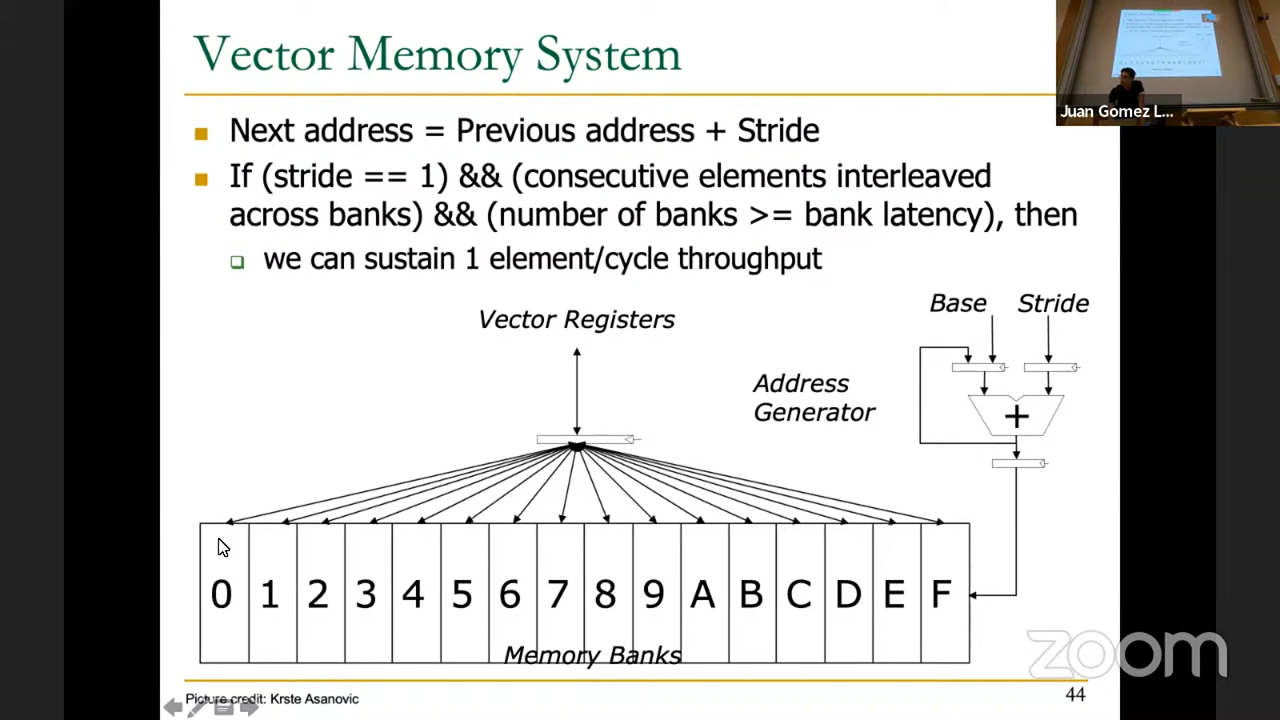 Vector Memory System
Juan Gomez L...
Next address = Previous address + Stride
If (stride == 1) && (consecutive elements interleaved
across banks) && (number of banks >= bank latency), then
we can sustain 1 element/cycle throughput
Base Stride
Vector Registers
Address
Generator
+
0 1 2 3 4 5 6 7 8 9 A B C D E F
Memory Banks
zoom
Picture credit: Krste Asanovic
44